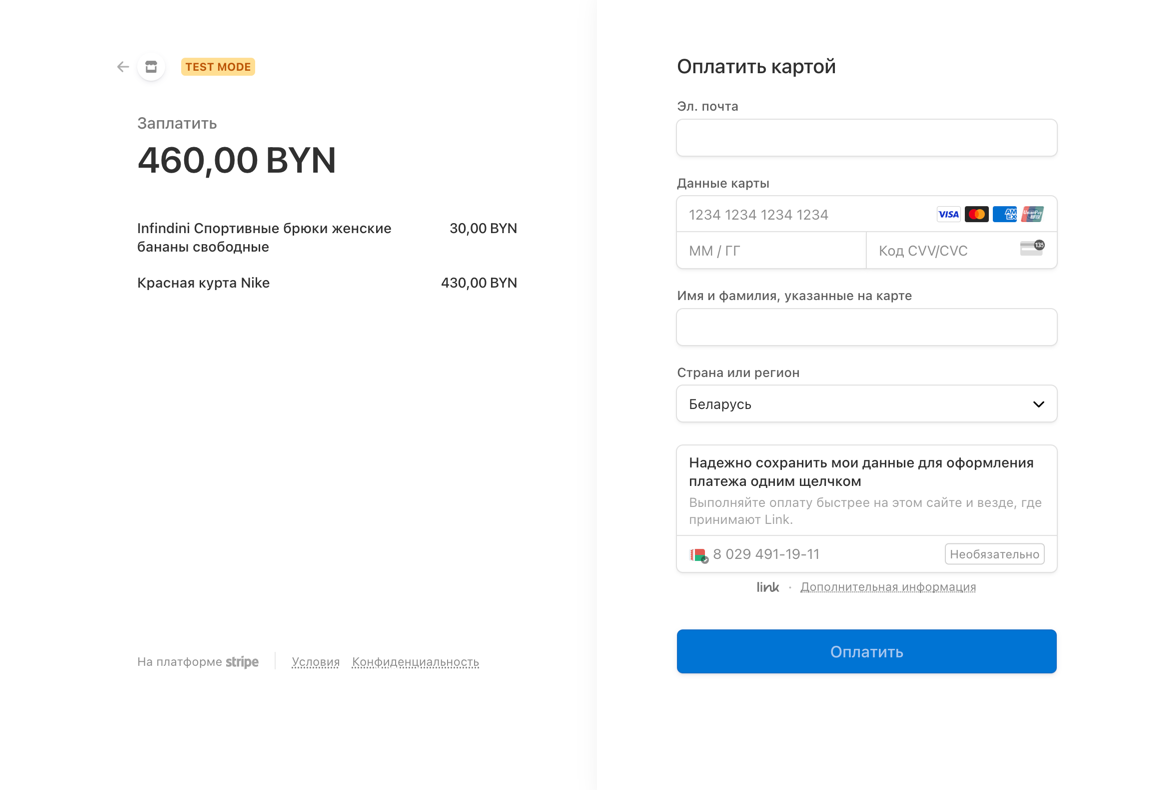 TEST MODE
Заплатить
460,00 BYN
Infindini Спортивные брюки женские бананы свободные
30,00 BYN
Красная курта Nike
430,00 BYN
На платформе stripe
Условия
Конфиденциальность
Оплатить картой
Эл. почта
Данные карты
1234 1234 1234 1234
VISA
ММ / ГГ
Код CVV/CVC
135
Имя и фамилия, указанные на карте
Страна или регион
Беларусь
Надежно сохранить мои данные для оформления
платежа одним щелчком
Выполняйте оплату быстрее на этом сайте и везде, где
принимают Link.
8 029 491-19-11
Необязательно
link · Дополнительная информация
Оплатить